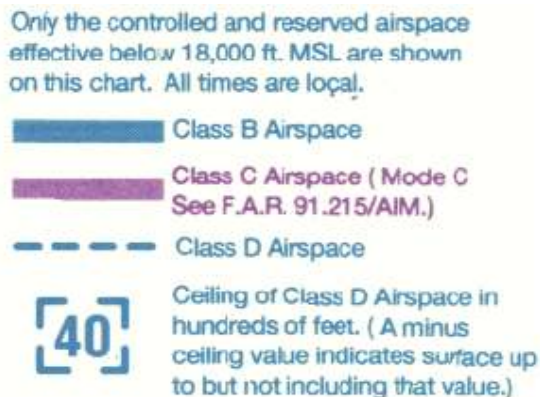 Only the controlled and reserved airspace
effective below 18,000 ft. MSL are shown
on this chart. All times are local.
Class B Airspace
Class C Airspace ( Mode C
See F.A.R. 91.215/AIM.)
Class D Airspace
40
Ceiling of Class D Airspace in
hundreds of feet. ( A minus
ceiling value indicates surface up
to but not including that value.)